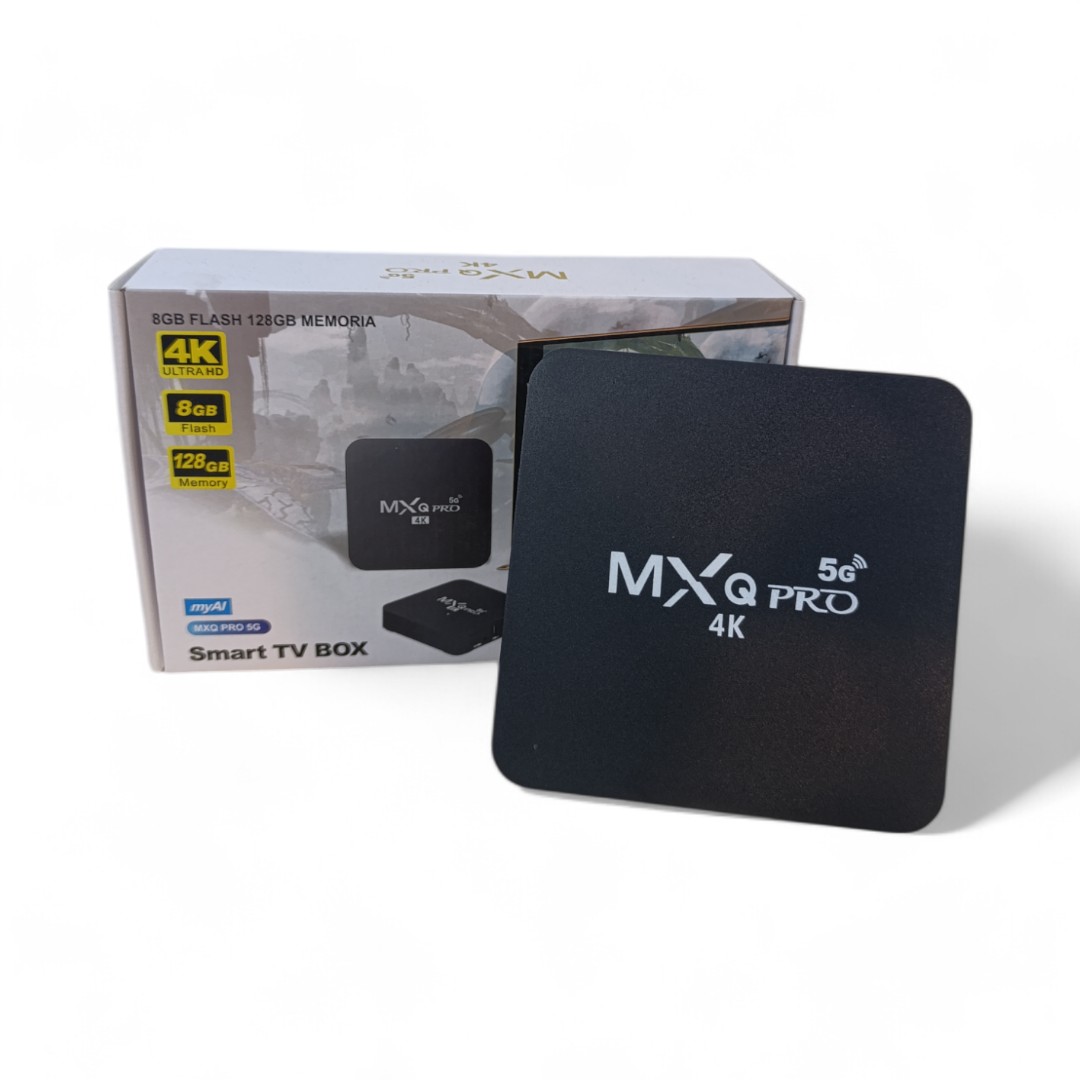 MXQ PRO 5G
4K
8GB FLASH 128GB MEMORIA
4K
ULTRA HD
8GB
Flash
128GB
Memory
MXQ PRO 5G
4K
myAI
MXQ PRO 5G
Smart TV BOX
MXQ PRO 5G
4K